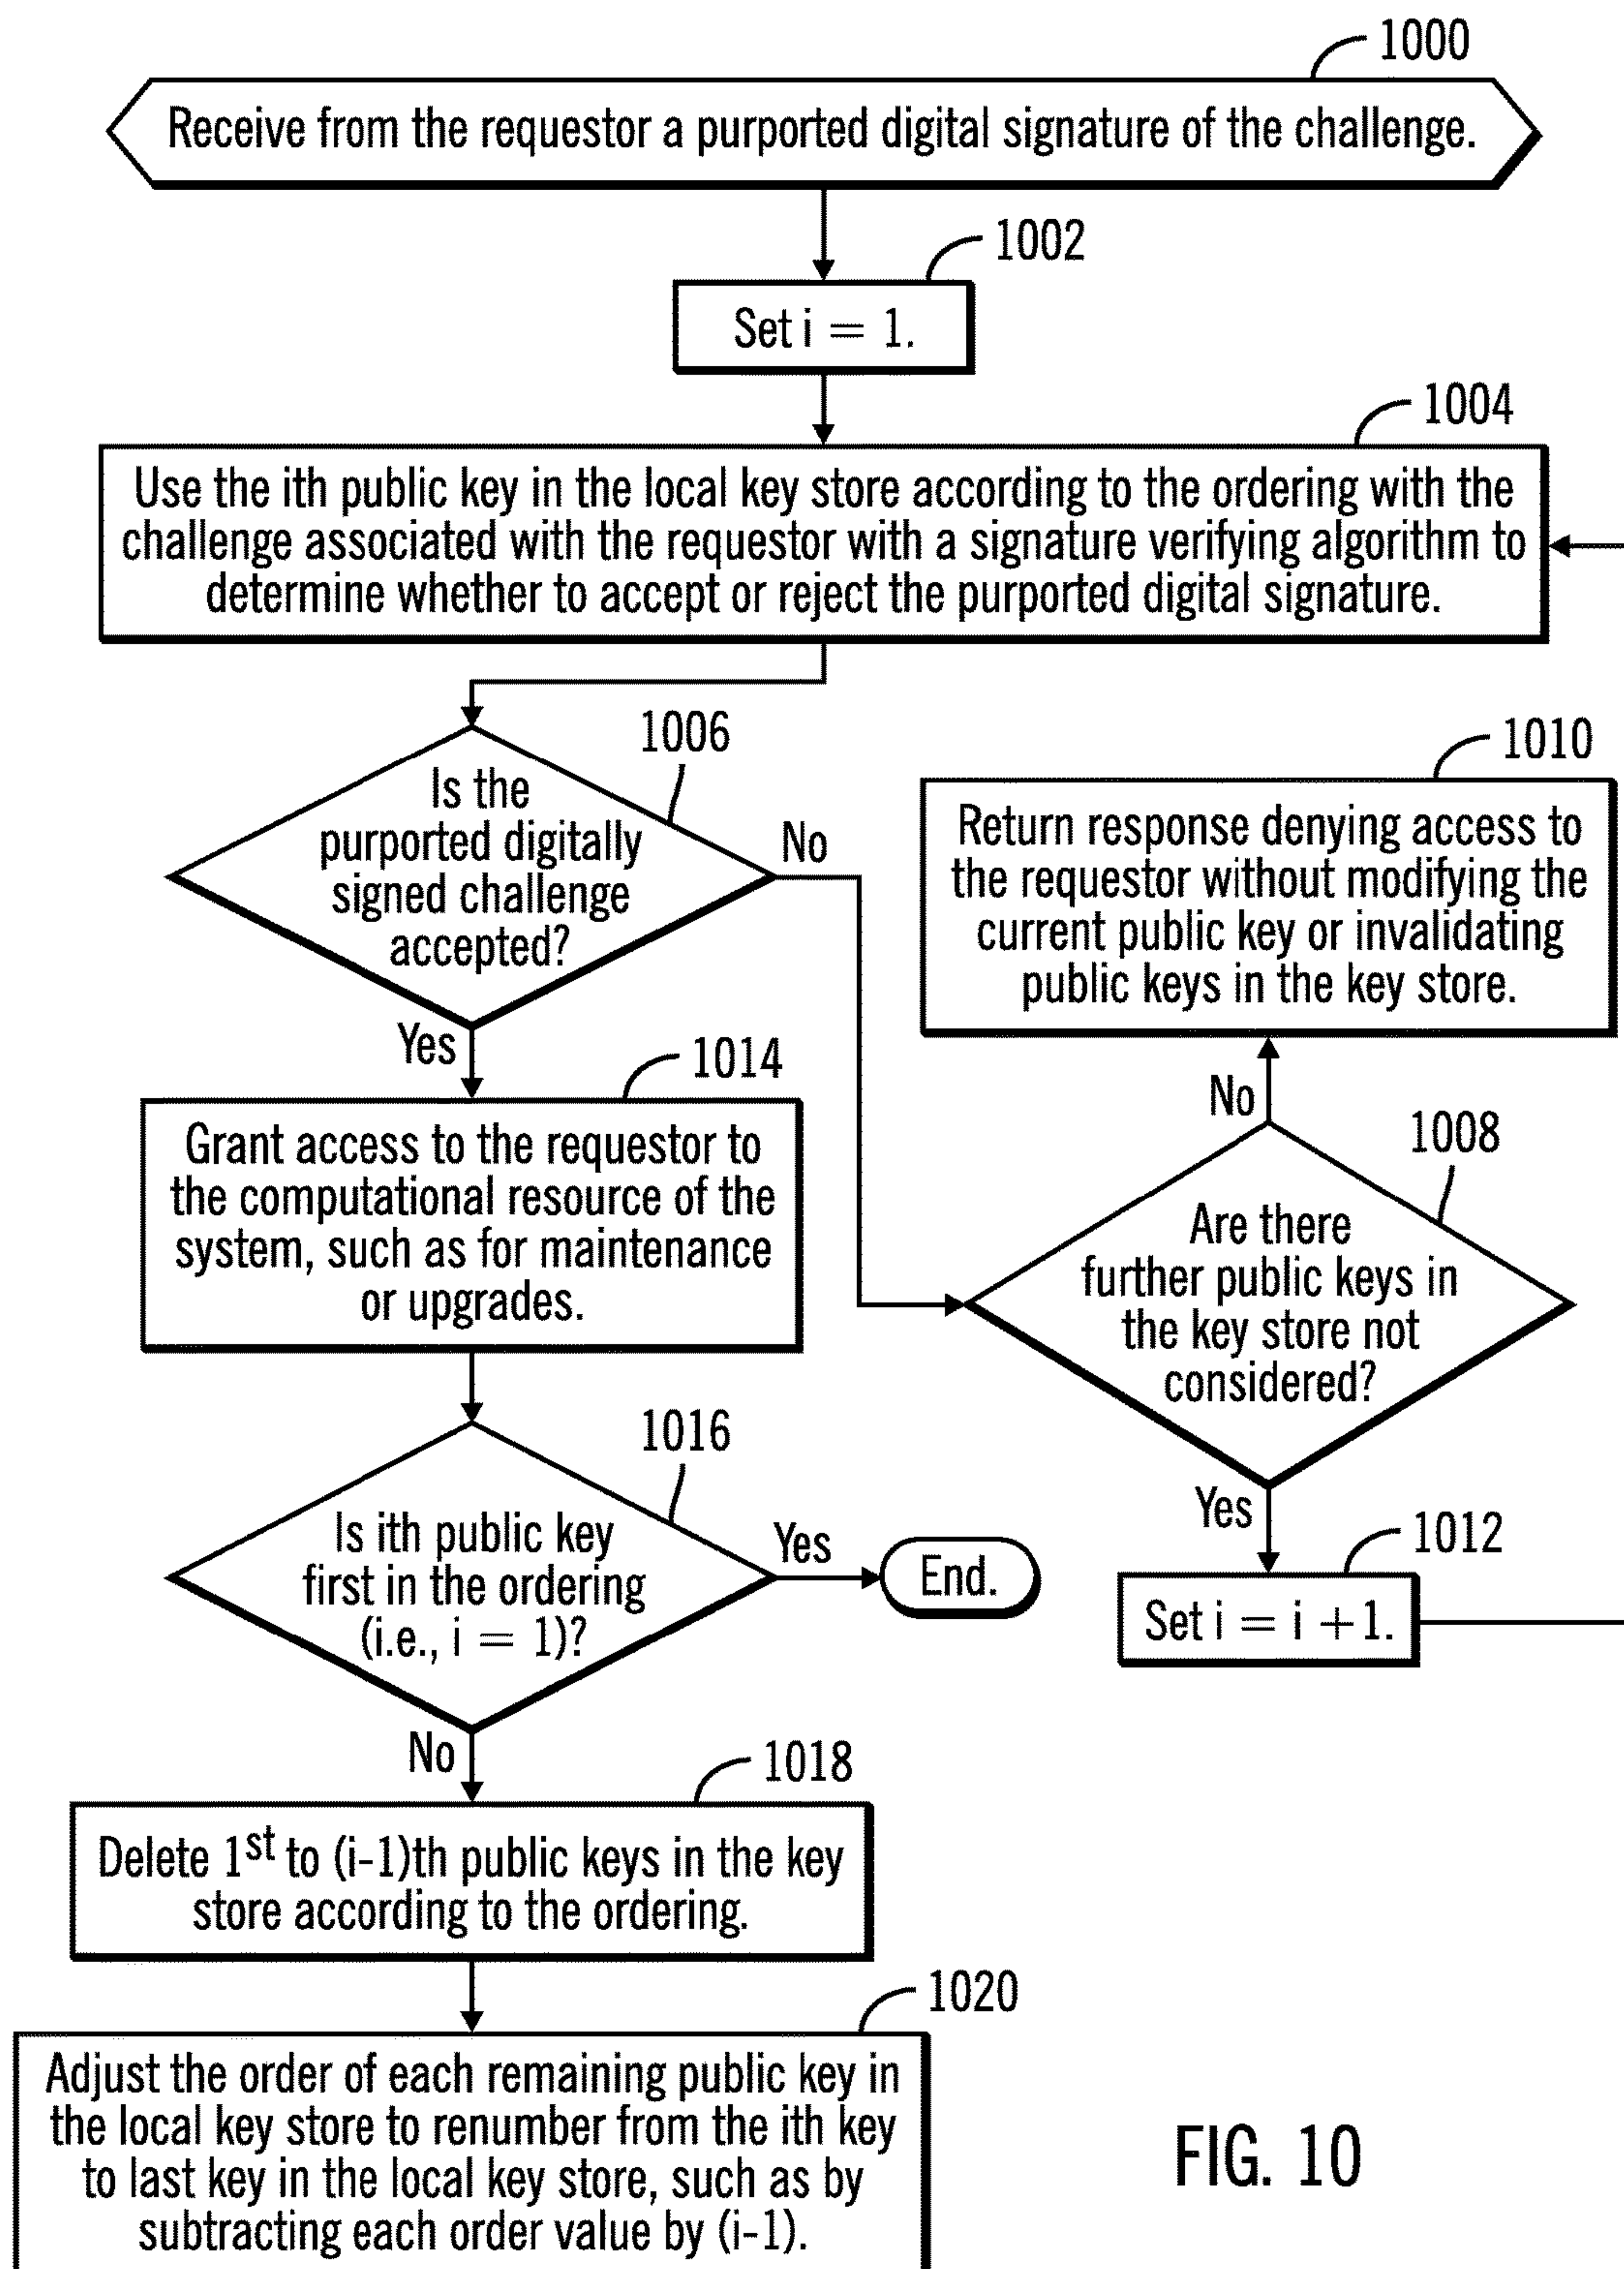 1000
Receive from the requestor a purported digital signature of the challenge.
1002
Set i = 1.
1004
Use the ith public key in the local key store according to the ordering with the
challenge associated with the requestor with a signature verifying algorithm to
determine whether to accept or reject the purported digital signature.
1006
Is the
purported digitally
signed challenge
accepted?
No
Yes
1010
Return response denying access to
the requestor without modifying the
current public key or invalidating
public keys in the key store.
No
1008
Are there
further public keys in
the key store not
considered?
Yes
1012
Set i = i +1.
1014
Grant access to the requestor to
the computational resource of the
system, such as for maintenance
or upgrades.
1016
Is ith public key
first in the ordering
(i.e., i = 1)?
Yes
End.
No
1018
Delete 1st to (i-1)th public keys in the key
store according to the ordering.
1020
Adjust the order of each remaining public key in
the local key store to renumber from the ith key
to last key in the local key store, such as by
subtracting each order value by (i-1).
FIG. 10